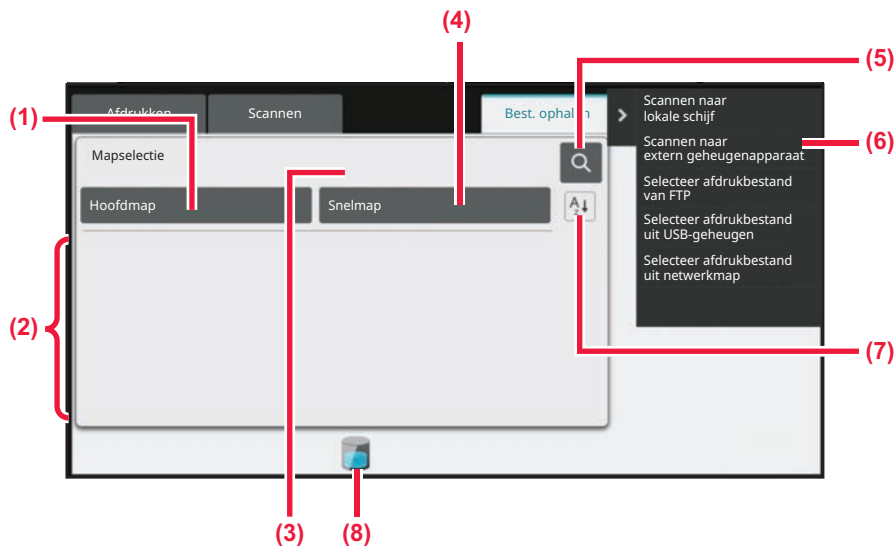 (4)
(5)
(1)
Afdrukken
Scannen
Best. ophalen
Scannen naar
lokale schijf
(6)
Mapselectie
Scannen naar
extern geheugenapparaat
Hoofdmap
Snelmap
A
Z
Selecteer afdrukbestand
van FTP
Selecteer afdrukbestand
uit USB-geheugen
Selecteer afdrukbestand
uit netwerkmap
(2)
(7)
(3)
(8)